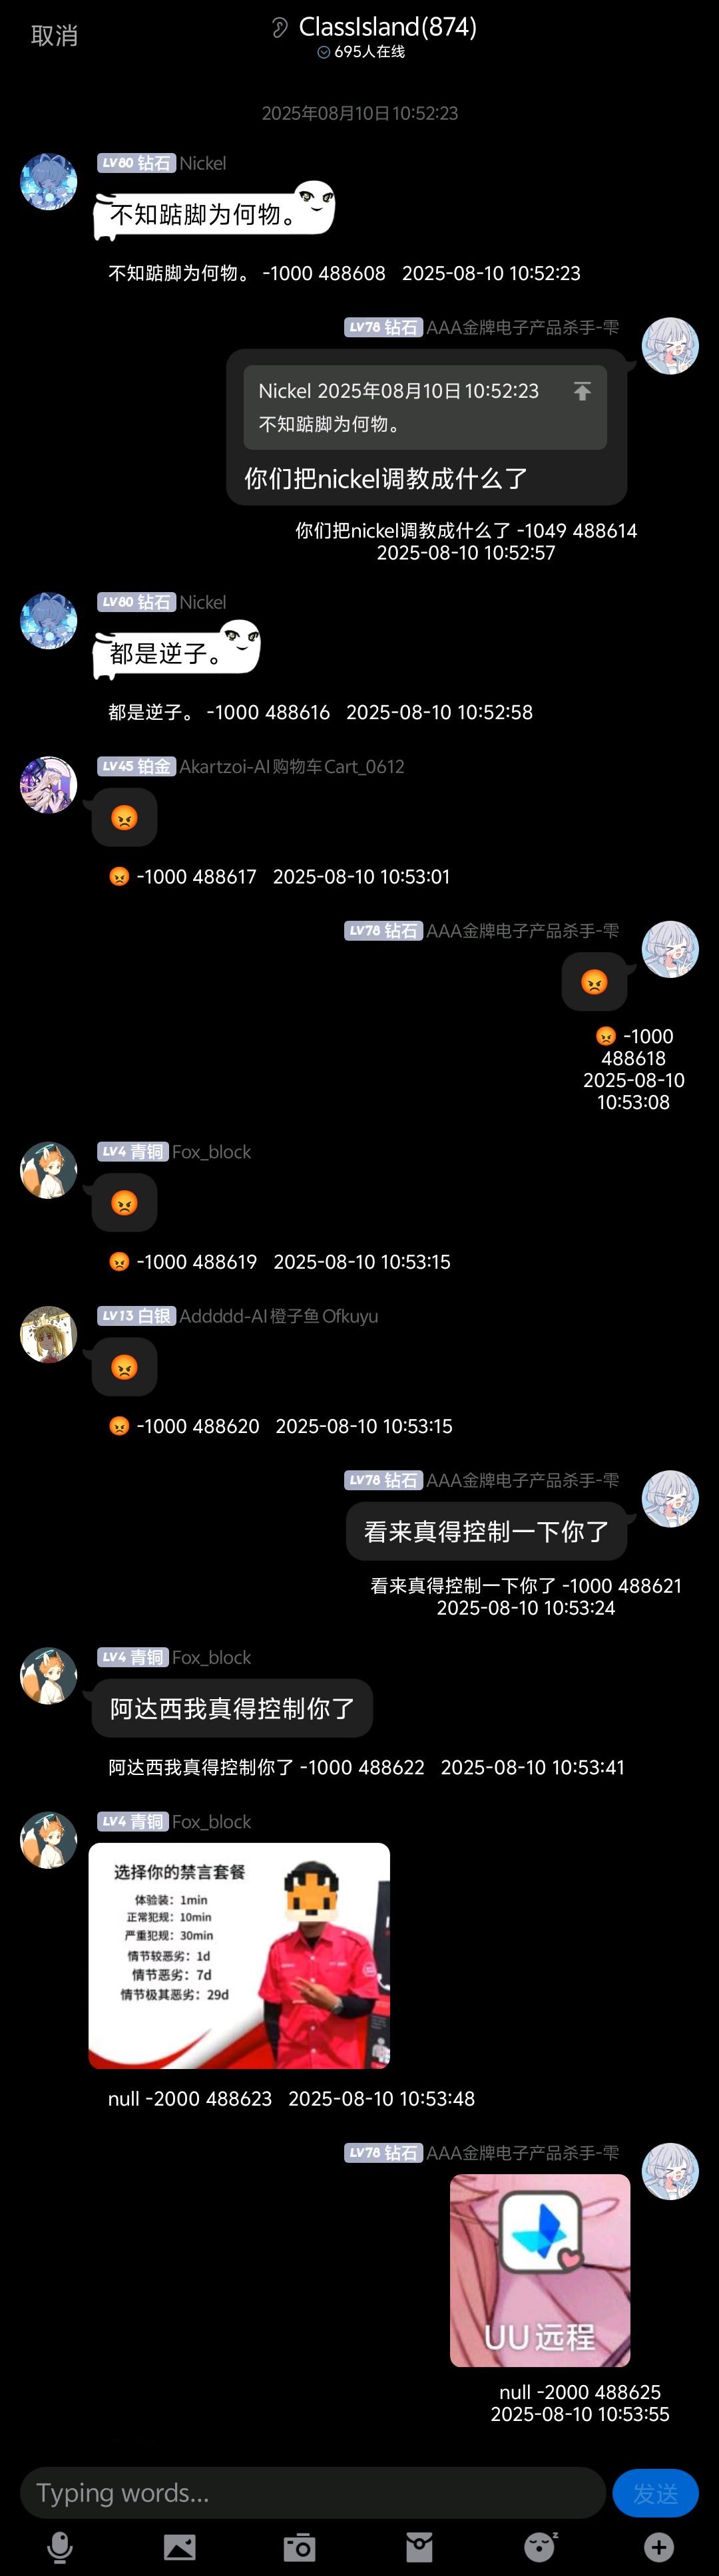 取消
ClassIsland(874)
695人在线
2025年08月10日 10:52:23
LV80 钻石 Nickel
不知踮脚为何物。
不知踮脚为何物。 -1000 488608 2025-08-10 10:52:23
LV78 钻石 AAA金牌电子产品杀手-雫
Nickel 2025年08月10日 10:52:23
不知踮脚为何物。
你们把nickel调教成什么了
你们把nickel调教成什么了 -1049 488614
2025-08-10 10:52:57
LV80 钻石 Nickel
都是逆子。
都是逆子。 -1000 488616 2025-08-10 10:52:58
LV45 铂金 Akartzoi-AI购物车Cart_0612
😡
😡 -1000 488617 2025-08-10 10:53:01
LV78 钻石 AAA金牌电子产品杀手-雫
😡
😡 -1000
488618
2025-08-10
10:53:08
LV4 青铜 Fox_block
😡
😡 -1000 488619 2025-08-10 10:53:15
LV13 白银 Addddd-AI橙子鱼Ofkuyu
😡
😡 -1000 488620 2025-08-10 10:53:15
LV78 钻石 AAA金牌电子产品杀手-雫
看来真得控制一下你了
看来真得控制一下你了 -1000 488621
2025-08-10 10:53:24
LV4 青铜 Fox_block
阿达西我真得控制你了
阿达西我真得控制你了 -1000 488622 2025-08-10 10:53:41
LV4 青铜 Fox_block
选择你的禁言套餐
体验装：1min
正常犯规：10min
严重犯规：30min
情节较恶劣：1d
情节恶劣：7d
情节极其恶劣：29d
null -2000 488623 2025-08-10 10:53:48
LV78 钻石 AAA金牌电子产品杀手-雫
UU远程
null -2000 488625
2025-08-10 10:53:55
Typing words...
发送